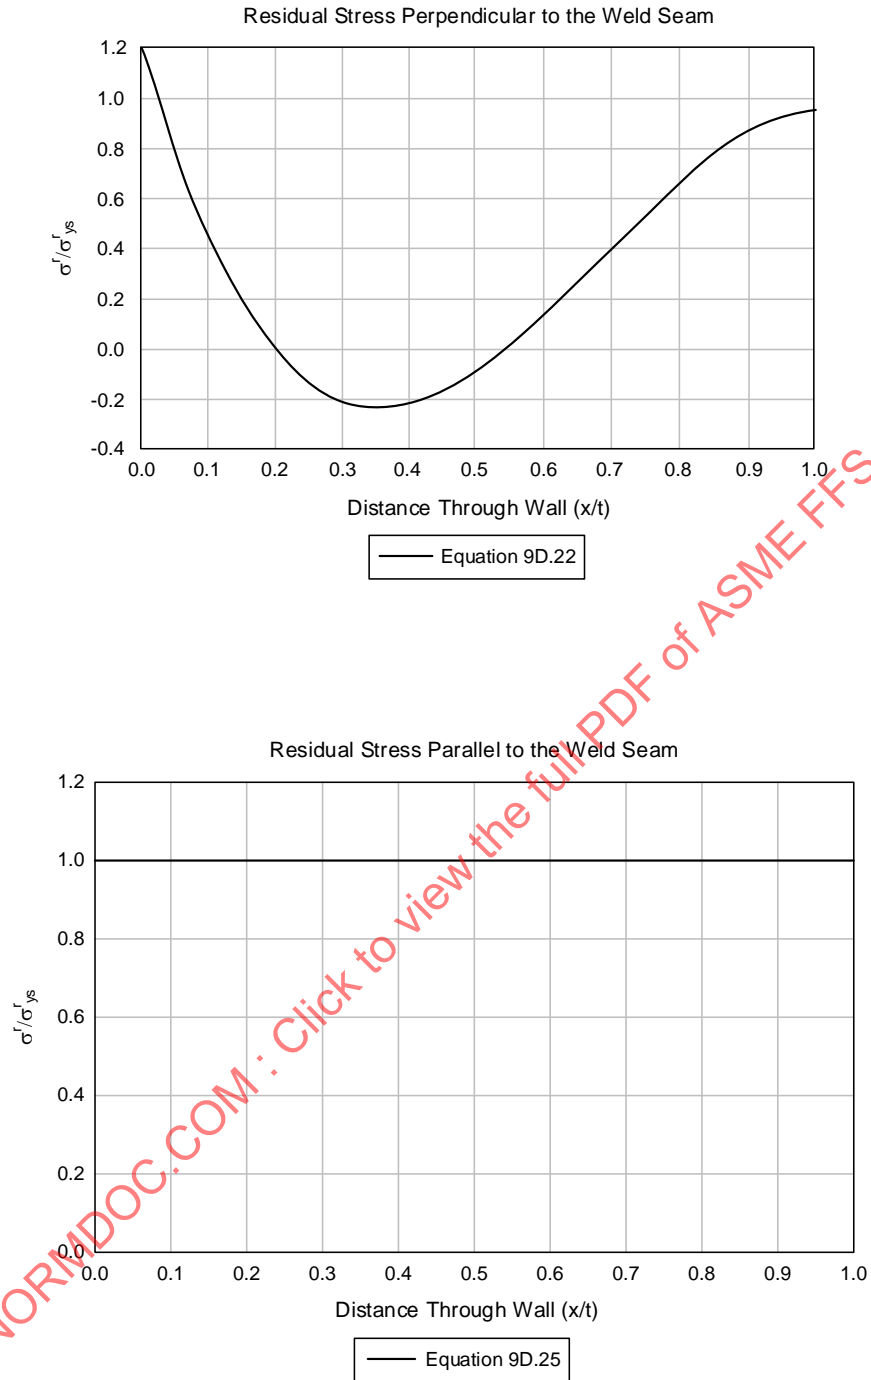 Residual Stress Perpendicular to the Weld Seam
1.2
1.0
0.8
0.6
0.4
0.2
0.0
-0.2
-0.4
σʳ/σʳys
0.0 0.1 0.2 0.3 0.4 0.5 0.6 0.7 0.8 0.9 1.0
Distance Through Wall (x/t)
Equation 9D.22
Residual Stress Parallel to the Weld Seam
1.2
1.0
0.8
0.6
0.4
0.2
0.0
σʳ/σʳys
0.0 0.1 0.2 0.3 0.4 0.5 0.6 0.7 0.8 0.9 1.0
Distance Through Wall (x/t)
Equation 9D.25
NORMDOC.COM : Click to view the full PDF of ASME FFS